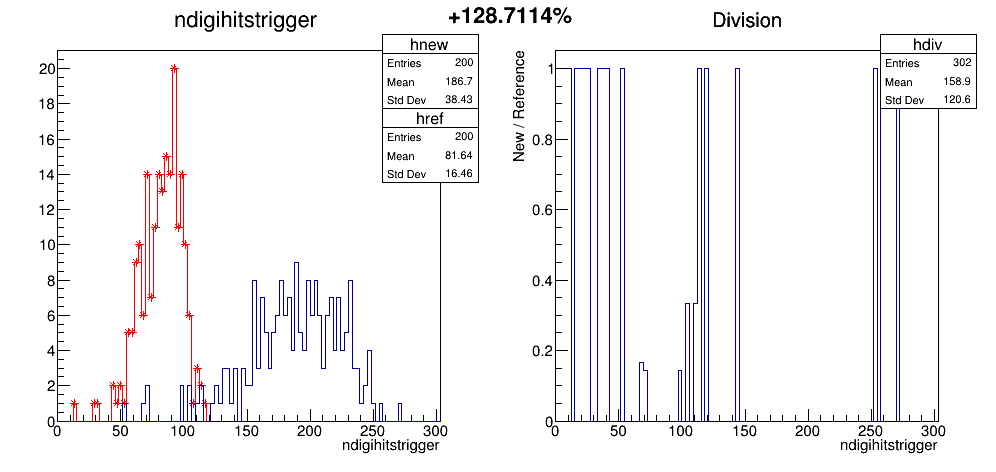 +128.7114%
ndigihitstrigger
hnew
Entries 200
Mean 186.7
Std Dev 38.43
href
Entries 200
Mean 81.64
Std Dev 16.46
20
18
16
14
12
10
8
6
4
2
0
0 50 100 150 200 250 300
ndigihitstrigger
Division
hdiv
Entries 302
Mean 158.9
Std Dev 120.6
New / Reference
1
0.8
0.6
0.4
0.2
0
0 50 100 150 200 250 300
ndigihitstrigger